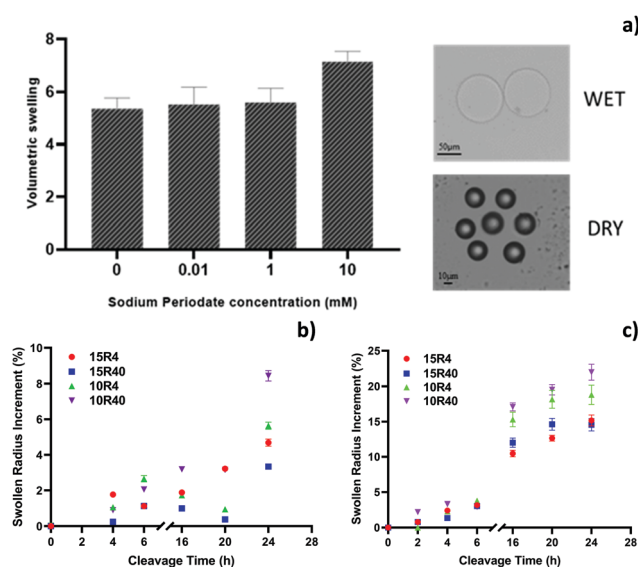 a)
Volumetric swelling
8
6
4
2
0
0 0.01 1 10
Sodium Periodate concentration (mM)
50μm
WET
10μm
DRY
b)
15R4
15R40
10R4
10R40
Swollen Radius Increment (%)
10
8
6
4
2
0
0 4 6 16 20 24 28
Cleavage Time (h)
c)
15R4
15R40
10R4
10R40
Swollen Radius Increment (%)
25
20
15
10
5
0
0 2 4 6 16 20 24 28
Cleavage Time (h)